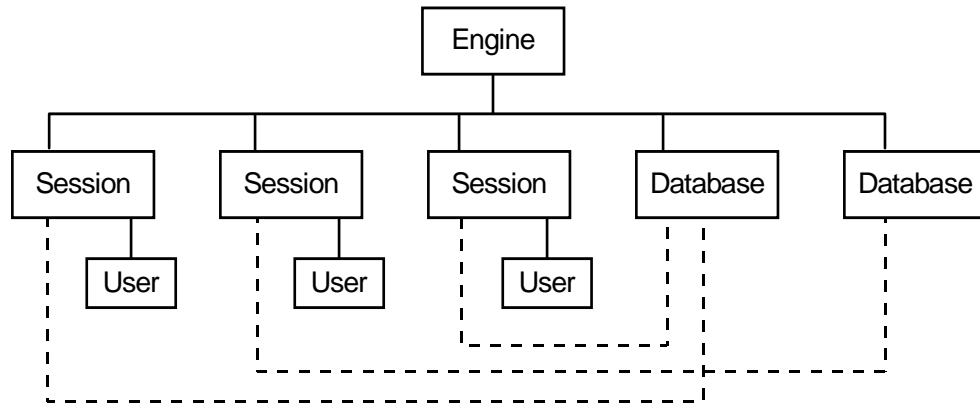 Engine
Session
Session
Session
Database
Database
User
User
User